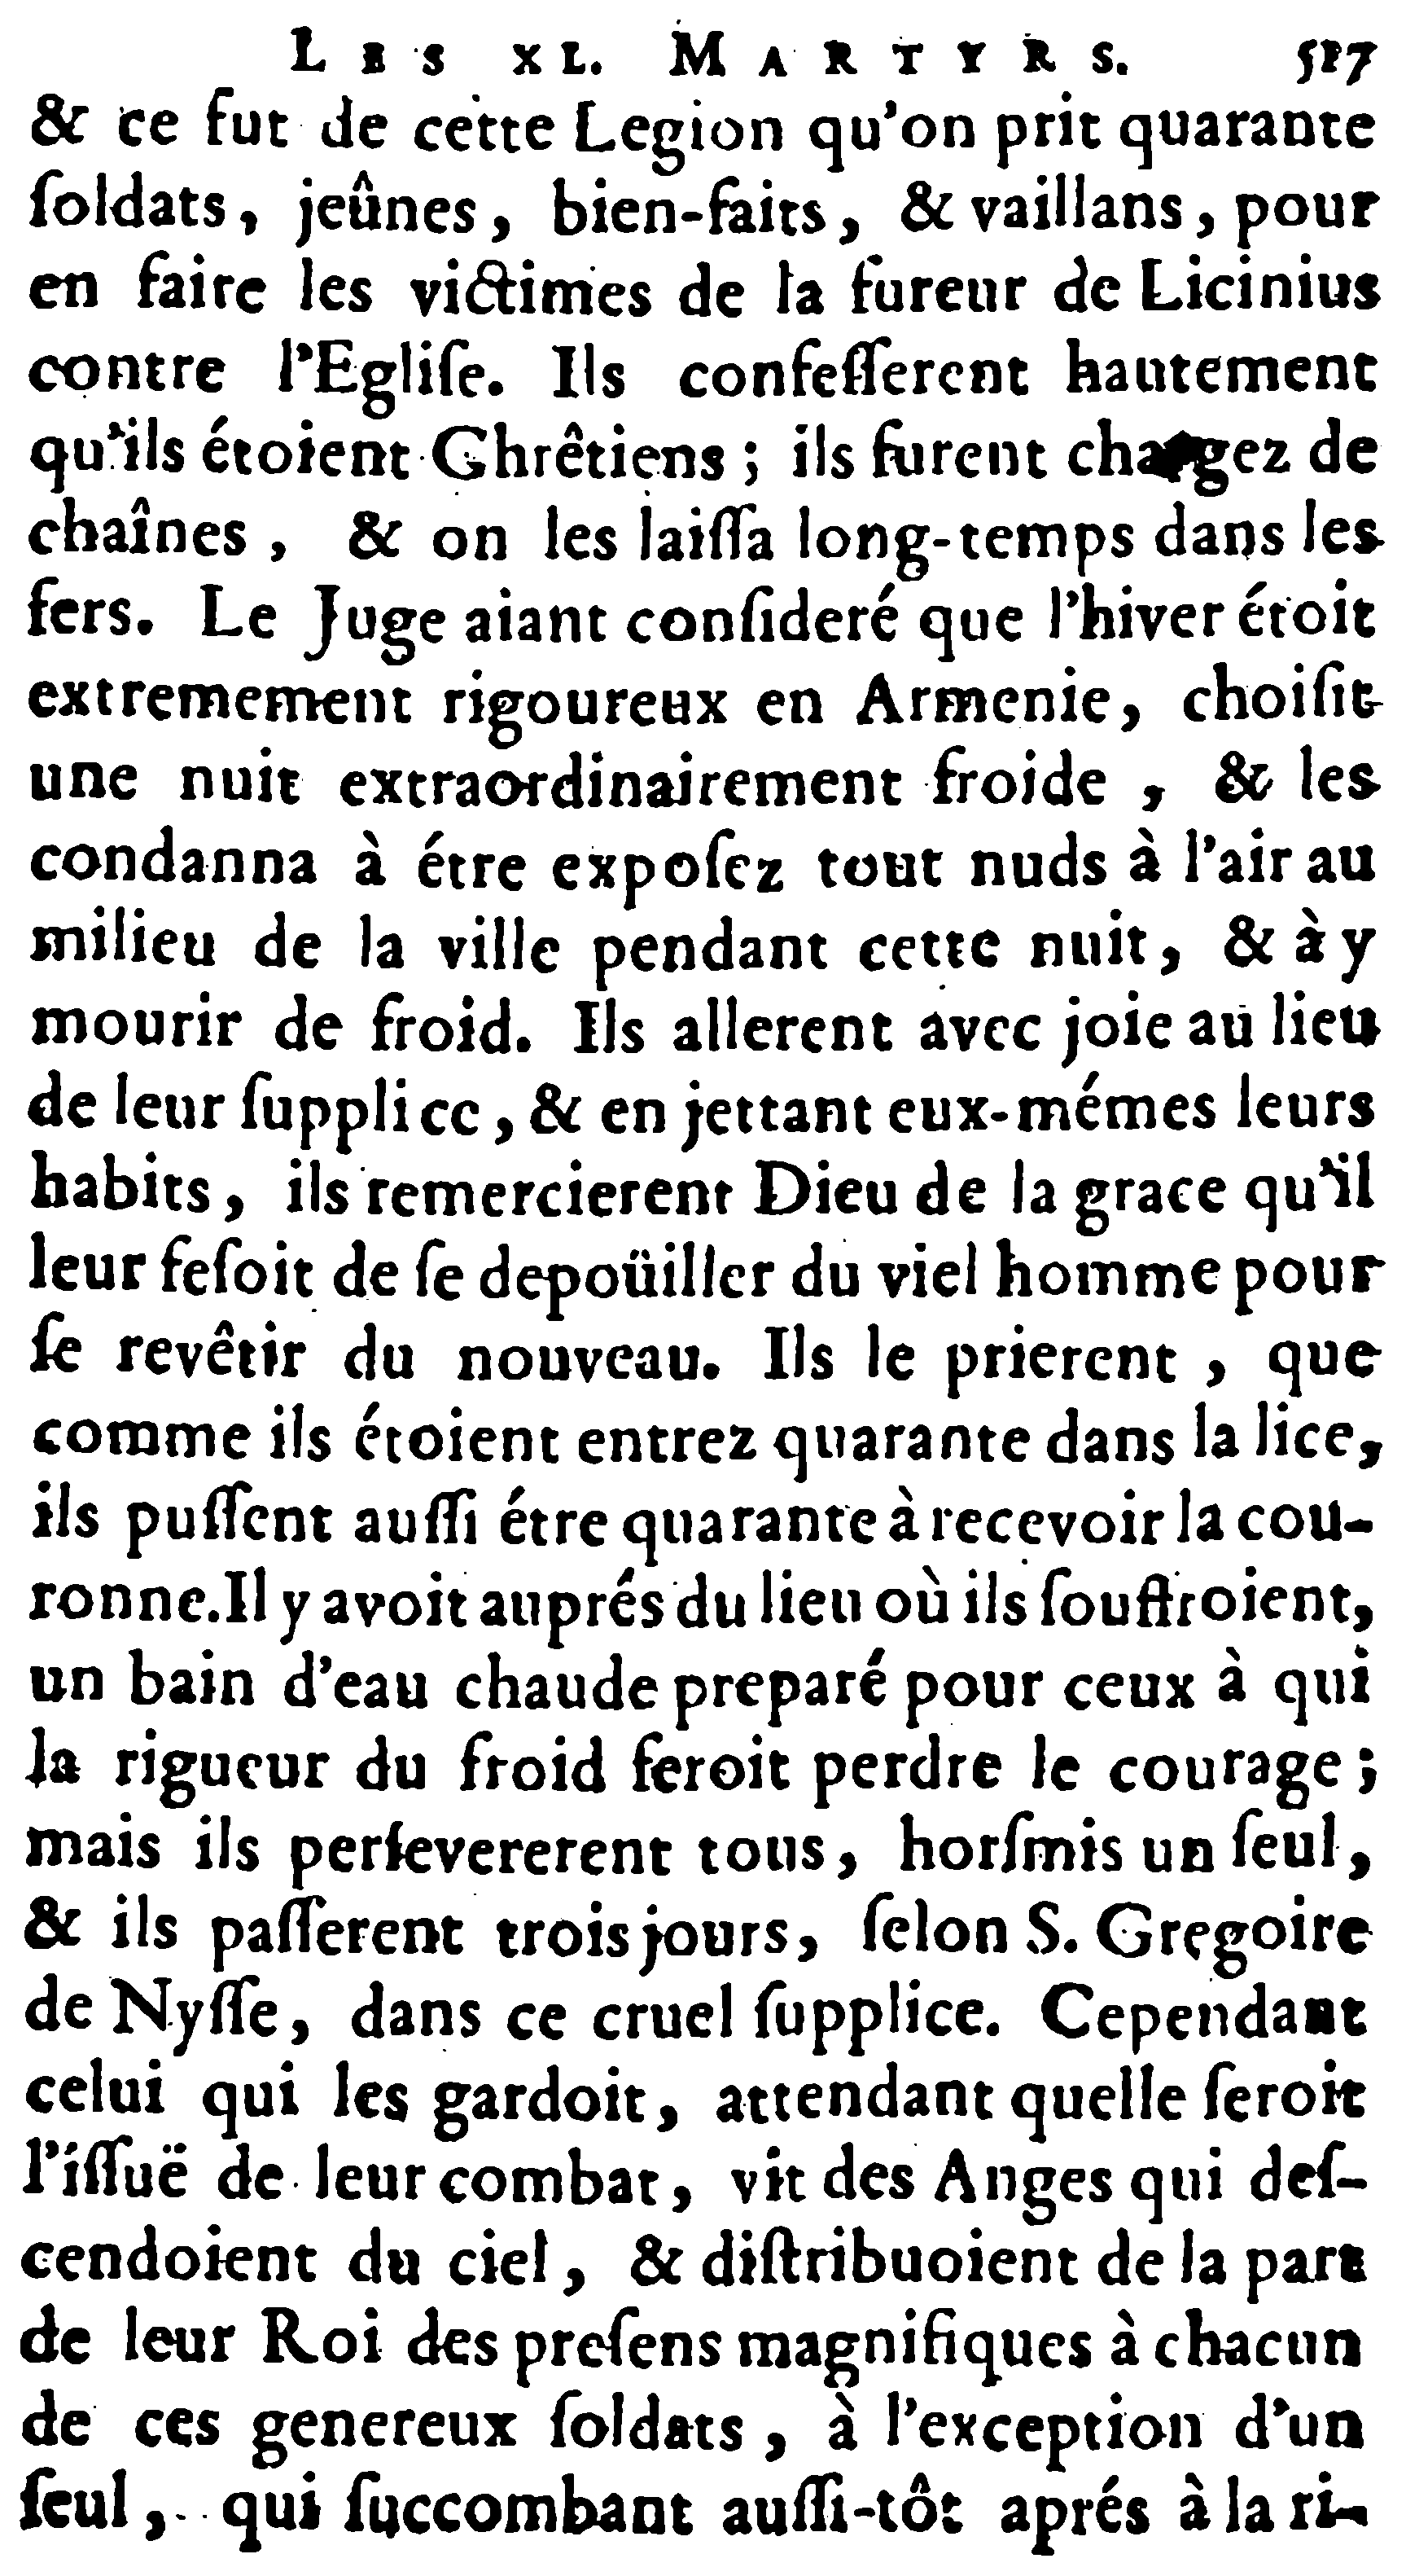 LES XL. MARTYRS. 517
& ce fut de cette Legion qu'on prit quarante
ſoldats, jeûnes, bien-faits, & vaillans, pour
en faire les victimes de la fureur de Licinius
contre l'Egliſe. Ils confeſſerent hautement
qu'ils étoient Chrêtiens ; ils furent chargez de
chaînes, & on les laiſſa long-temps dans les
fers. Le Juge aiant conſideré que l'hiver étoit
extremement rigoureux en Armenie, choiſit
une nuit extraordinairement froide, & les
condanna à étre expoſez tout nuds à l'air au
milieu de la ville pendant cette nuit, & à y
mourir de froid. Ils allerent avec joie au lieu
de leur ſupplice, & en jettant eux-mémes leurs
habits, ils remercierent Dieu de la grace qu'il
leur feſoit de ſe depoüiller du viel homme pour
ſe revêtir du nouveau. Ils le prierent, que
comme ils étoient entrez quarante dans la lice,
ils puſſent auſſi étre quarante à recevoir la cou-
ronne. Il y avoit auprés du lieu où ils ſouffroient,
un bain d'eau chaude preparé pour ceux à qui
la rigueur du froid feroit perdre le courage ;
mais ils perſevererent tous, horſmis un ſeul,
& ils paſſerent trois jours, ſelon S. Gregoire
de Nyſſe, dans ce cruel ſupplice. Cependant
celui qui les gardoit, attendant quelle ſeroit
l'iſſuë de leur combat, vit des Anges qui deſ-
cendoient du ciel, & diſtribuoient de la part
de leur Roi des preſens magnifiques à chacun
de ces genereux ſoldats, à l'exception d'un
ſeul, qui ſuccombant auſſi-tôt aprés à la ri-